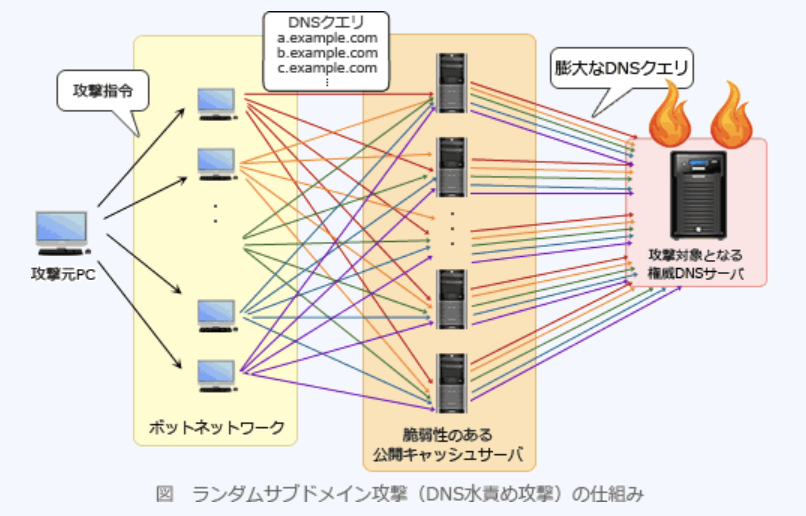 DNSクエリ
a.example.com
b.example.com
c.example.com
⋮
攻撃指令
膨大なDNSクエリ
攻撃元PC
ボットネットワーク
脆弱性のある
公開キャッシュサーバ
攻撃対象となる
権威DNSサーバ
図 ランダムサブドメイン攻撃（DNS水責め攻撃）の仕組み